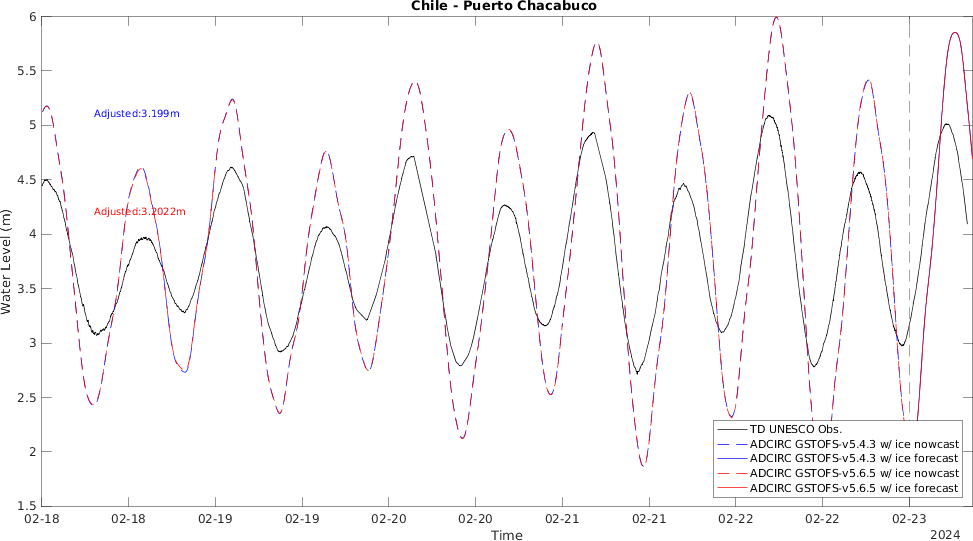 Chile - Puerto Chacabuco
Water Level (m)
6
5.5
5
4.5
4
3.5
3
2.5
2
1.5
Adjusted:3.199m
Adjusted:3.2022m
TD UNESCO Obs.
ADCIRC GSTOFS-v5.4.3 w/ ice nowcast
ADCIRC GSTOFS-v5.4.3 w/ ice forecast
ADCIRC GSTOFS-v5.6.5 w/ ice nowcast
ADCIRC GSTOFS-v5.6.5 w/ ice forecast
02-18 02-18 02-19 02-19 02-20 02-20 02-21 02-21 02-22 02-22 02-23
Time
2024